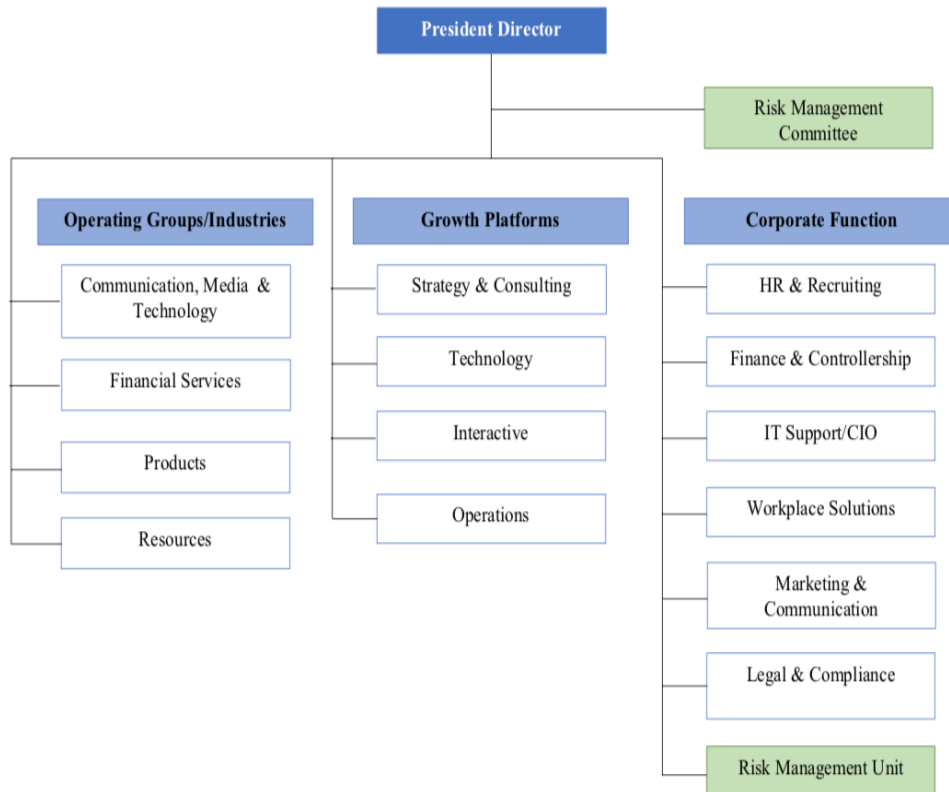 President Director
Risk Management
Committee
Operating Groups/Industries
Communication, Media &
Technology
Financial Services
Products
Resources
Growth Platforms
Strategy & Consulting
Technology
Interactive
Operations
Corporate Function
HR & Recruiting
Finance & Controllership
IT Support/CIO
Workplace Solutions
Marketing &
Communication
Legal & Compliance
Risk Management Unit